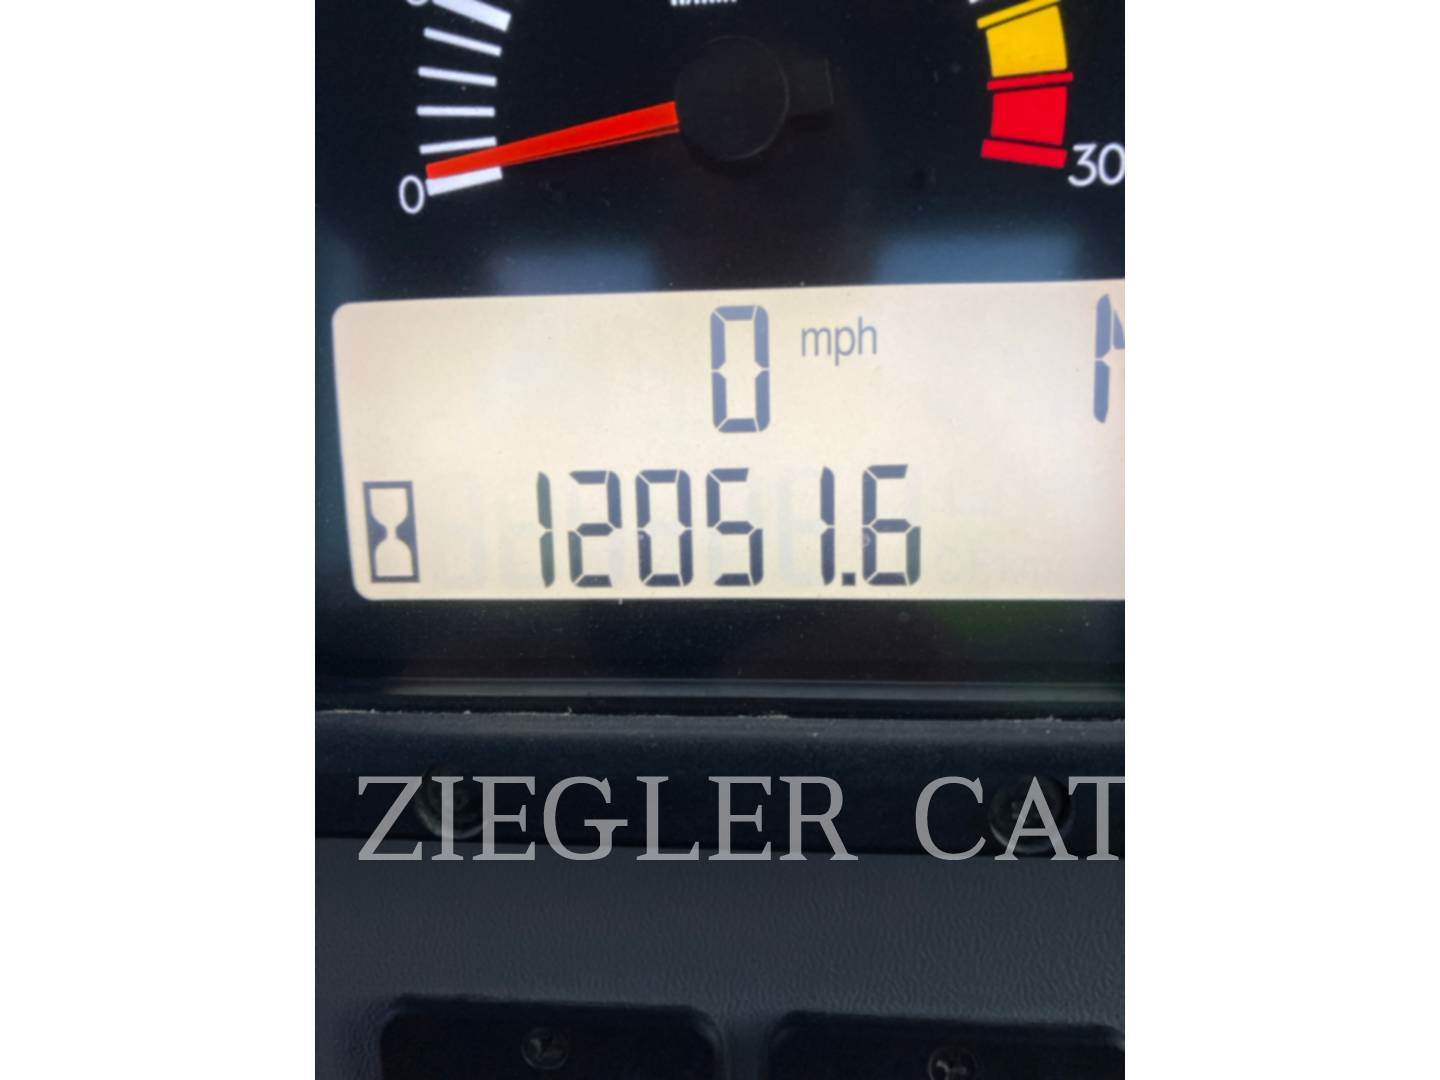 0
30
0 mph N
12051.6
ZIEGLER CAT